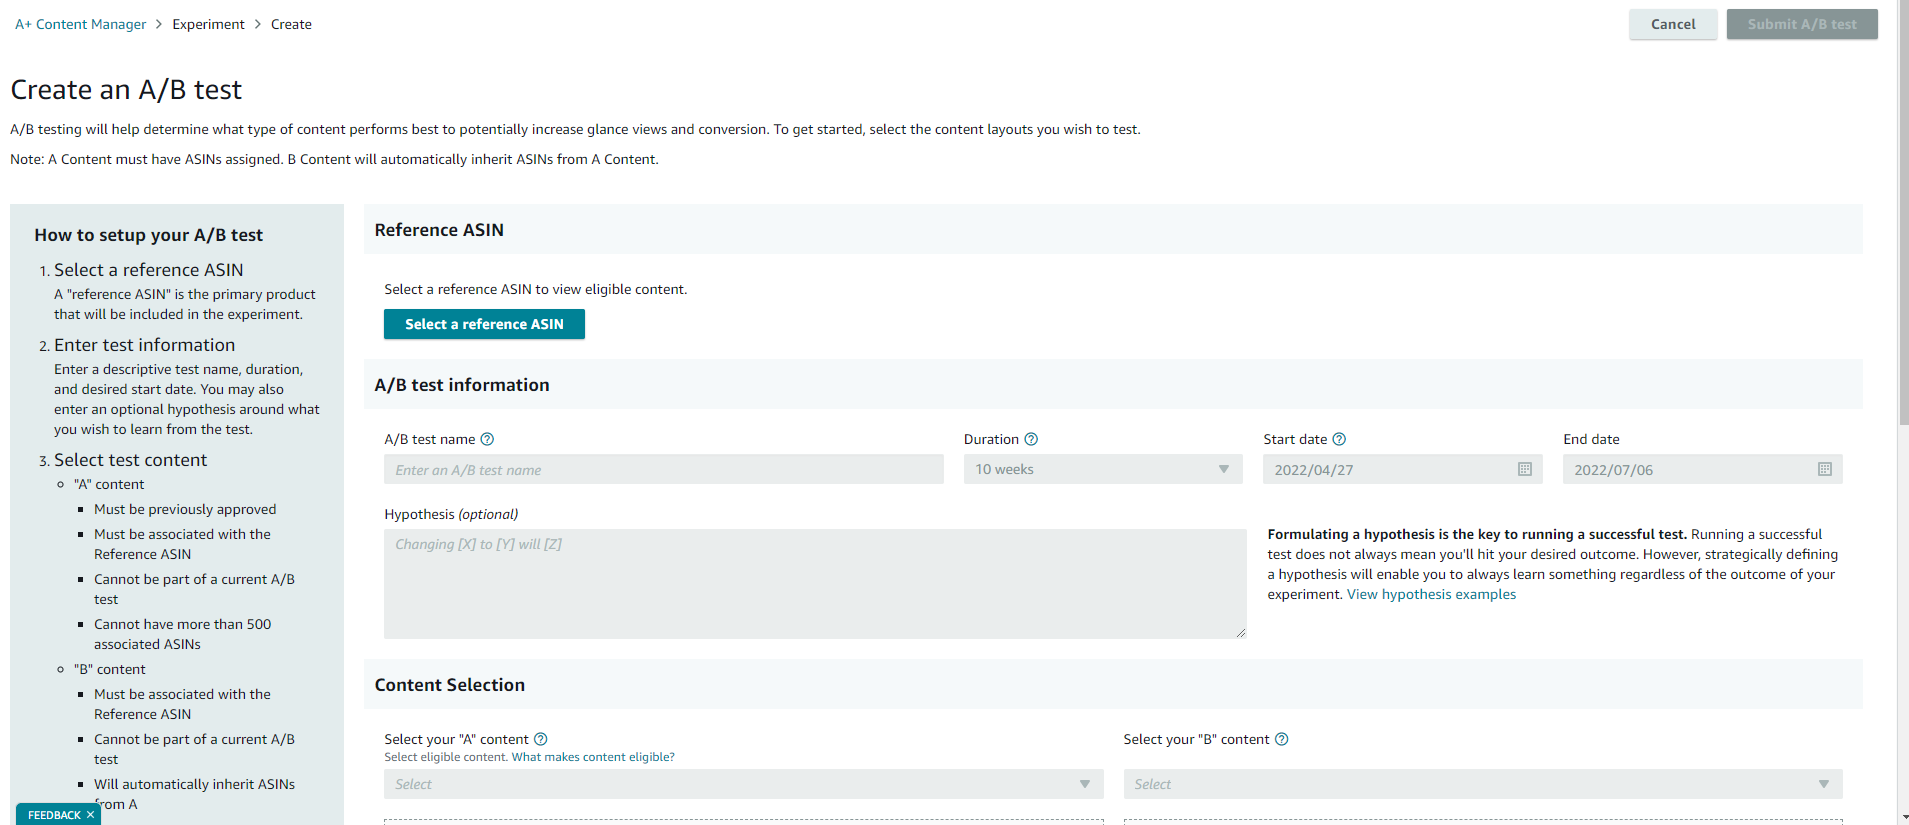 A+ Content Manager > Experiment > Create
Cancel
Submit A/B test
Create an A/B test
A/B testing will help determine what type of content performs best to potentially increase glance views and conversion. To get started, select the content layouts you wish to test.
Note: A Content must have ASINs assigned. B Content will automatically inherit ASINs from A Content.
How to setup your A/B test
1. Select a reference ASIN
A "reference ASIN" is the primary product
that will be included in the experiment.
2. Enter test information
Enter a descriptive test name, duration,
and desired start date. You may also
enter an optional hypothesis around what
you wish to learn from the test.
3. Select test content
"A" content
Must be previously approved
Must be associated with the
Reference ASIN
Cannot be part of a current A/B
test
Cannot have more than 500
associated ASINs
"B" content
Must be associated with the
Reference ASIN
Cannot be part of a current A/B
test
Will automatically inherit ASINs
from A
FEEDBACK ×
Reference ASIN
Select a reference ASIN to view eligible content.
Select a reference ASIN
A/B test information
A/B test name
Enter an A/B test name
Duration
10 weeks
Start date
2022/04/27
End date
2022/07/06
Hypothesis (optional)
Changing [X] to [Y] will [Z]
Formulating a hypothesis is the key to running a successful test. Running a successful
test does not always mean you'll hit your desired outcome. However, strategically defining
a hypothesis will enable you to always learn something regardless of the outcome of your
experiment. View hypothesis examples
Content Selection
Select your "A" content
Select eligible content. What makes content eligible?
Select
Select your "B" content
Select